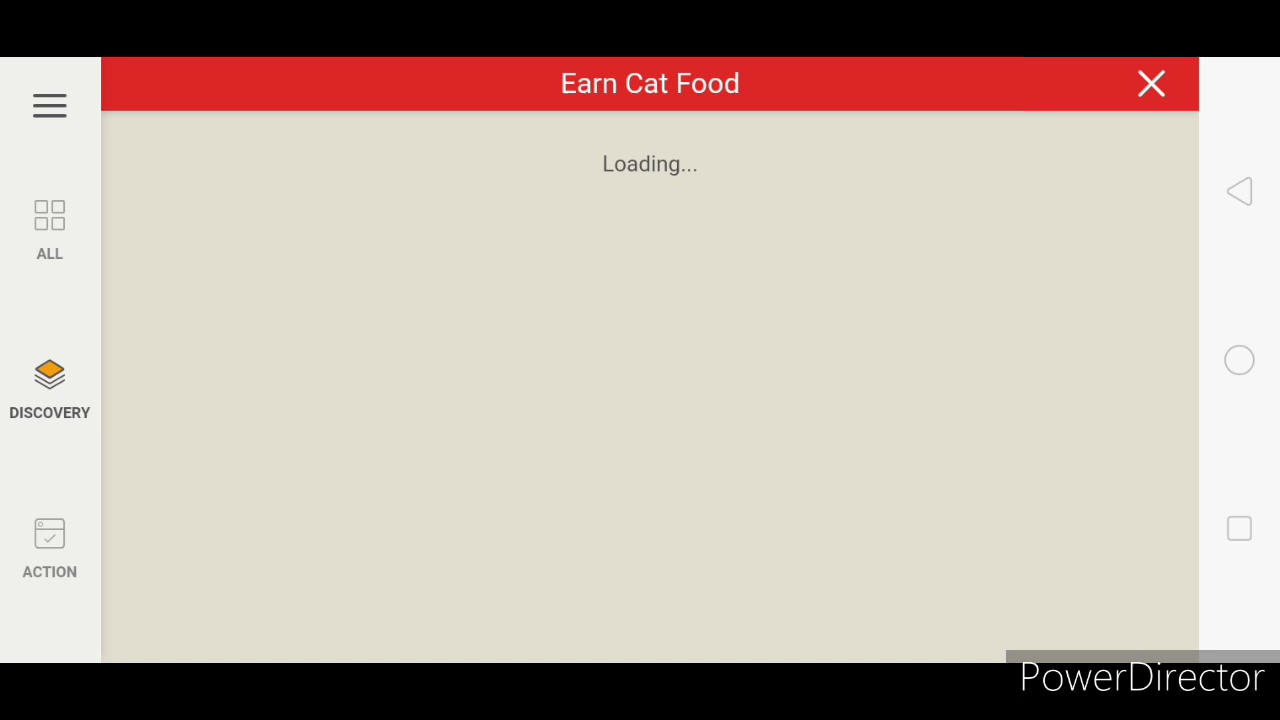 Earn Cat Food
Loading...
ALL
DISCOVERY
ACTION
PowerDirector